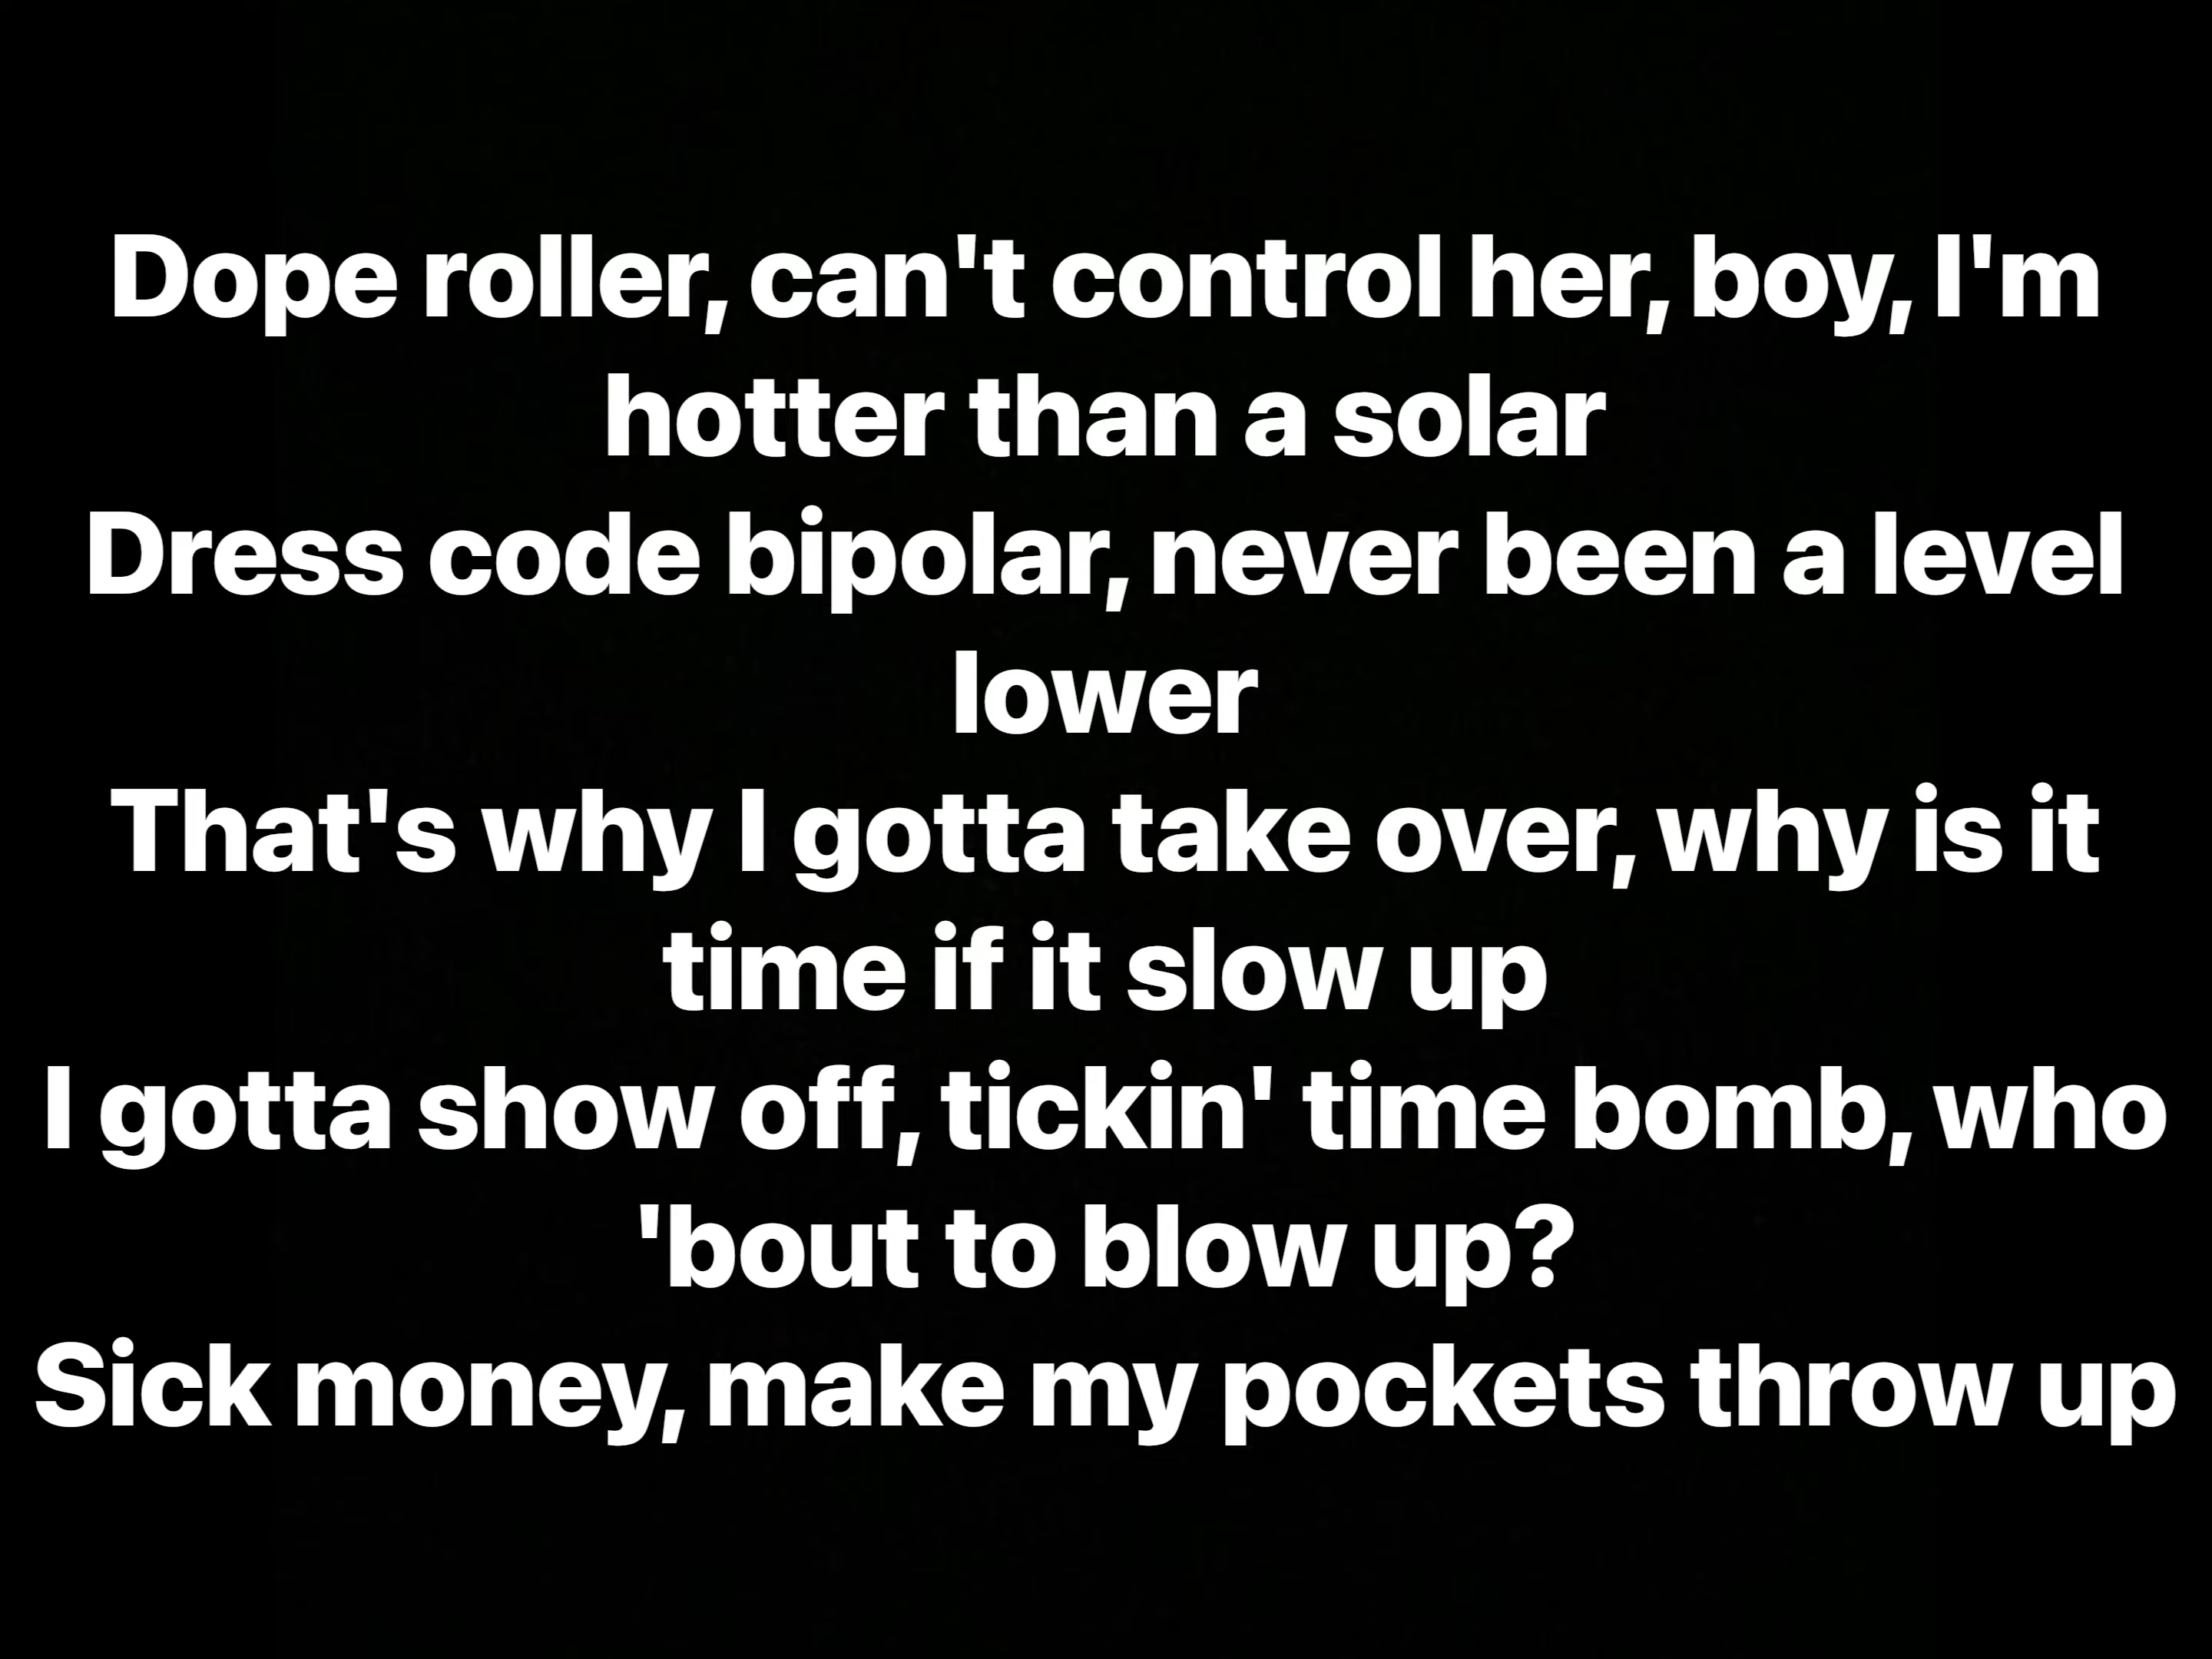 Dope roller, can't control her, boy, I'm
hotter than a solar
Dress code bipolar, never been a level
lower
That's why I gotta take over, why is it
time if it slow up
I gotta show off, tickin' time bomb, who
'bout to blow up?
Sick money, make my pockets throw up